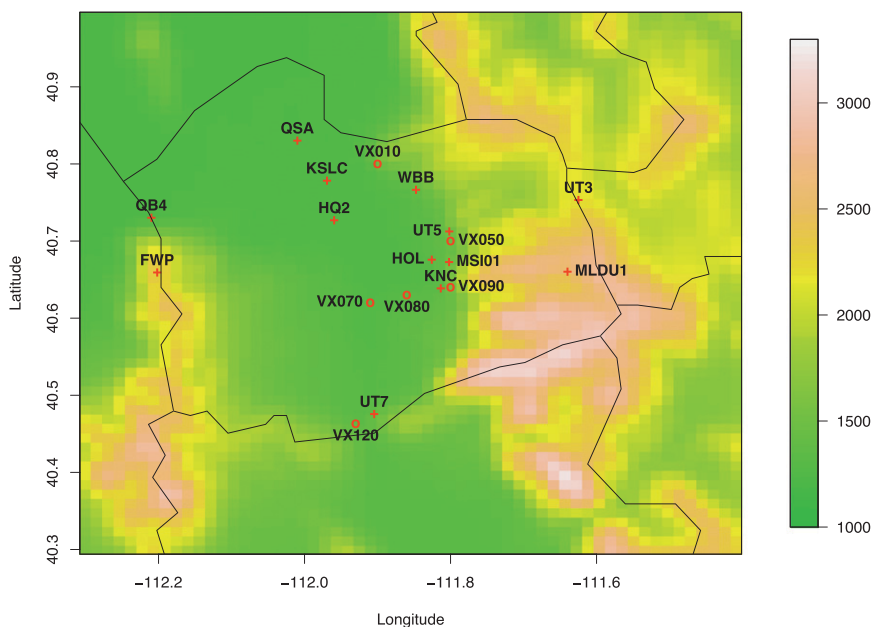 40.9
40.8
40.7
40.6
40.5
40.4
40.3
Latitude
QSA
VX010
KSLC
WBB
UT3
QB4
HQ2
UT5
VX050
FWP
HOL
MSI01
MLDU1
KNC
VX090
VX070
VX080
UT7
VX120
−112.2
−112.0
−111.8
−111.6
Longitude
3000
2500
2000
1500
1000